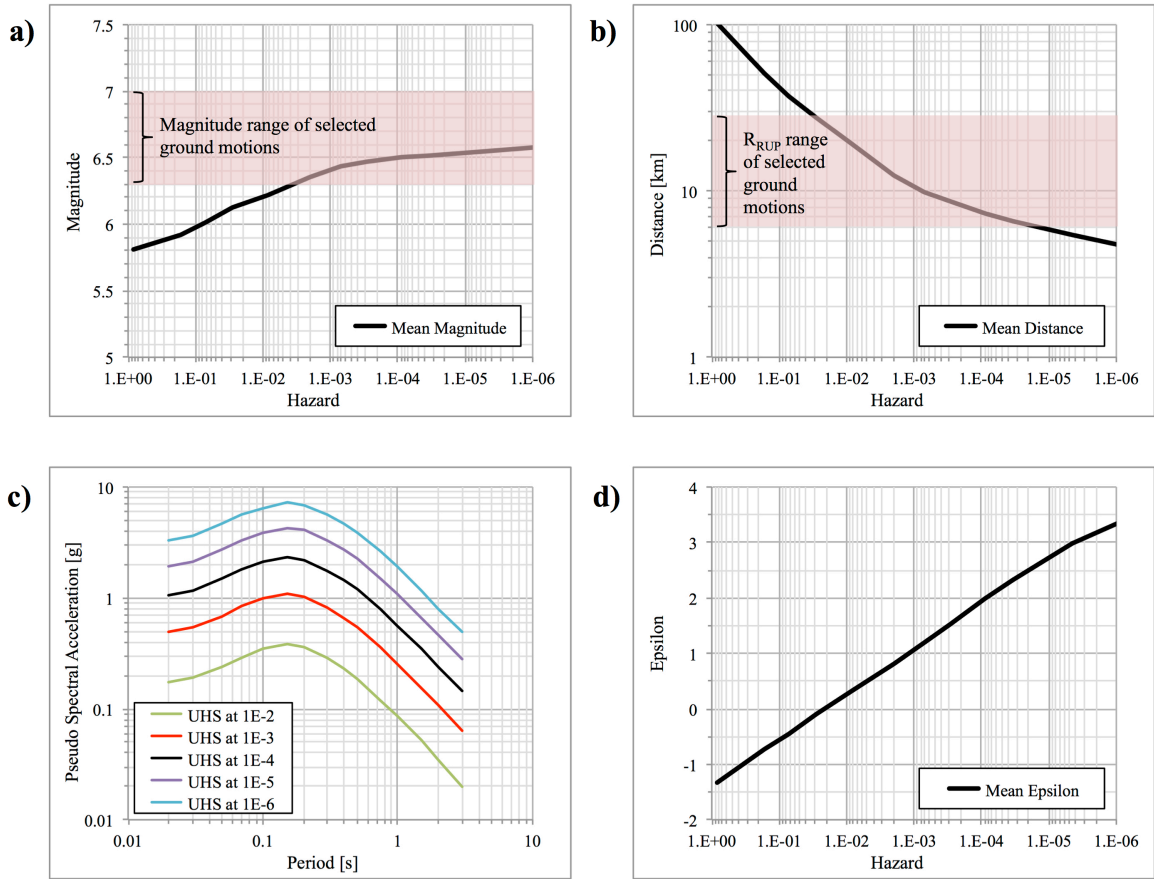 a)
7.5
7
6.5
6
5.5
5
Magnitude
Magnitude range of selected
ground motions
Mean Magnitude
1.E+00 1.E-01 1.E-02 1.E-03 1.E-04 1.E-05 1.E-06
Hazard
b)
100
10
1
Distance [km]
R_RUP range
of selected
ground
motions
Mean Distance
1.E+00 1.E-01 1.E-02 1.E-03 1.E-04 1.E-05 1.E-06
Hazard
c)
10
1
0.1
0.01
Pseudo Spectral Acceleration [g]
UHS at 1E-2
UHS at 1E-3
UHS at 1E-4
UHS at 1E-5
UHS at 1E-6
0.01 0.1 1 10
Period [s]
d)
4
3
2
1
0
-1
-2
Epsilon
Mean Epsilon
1.E+00 1.E-01 1.E-02 1.E-03 1.E-04 1.E-05 1.E-06
Hazard